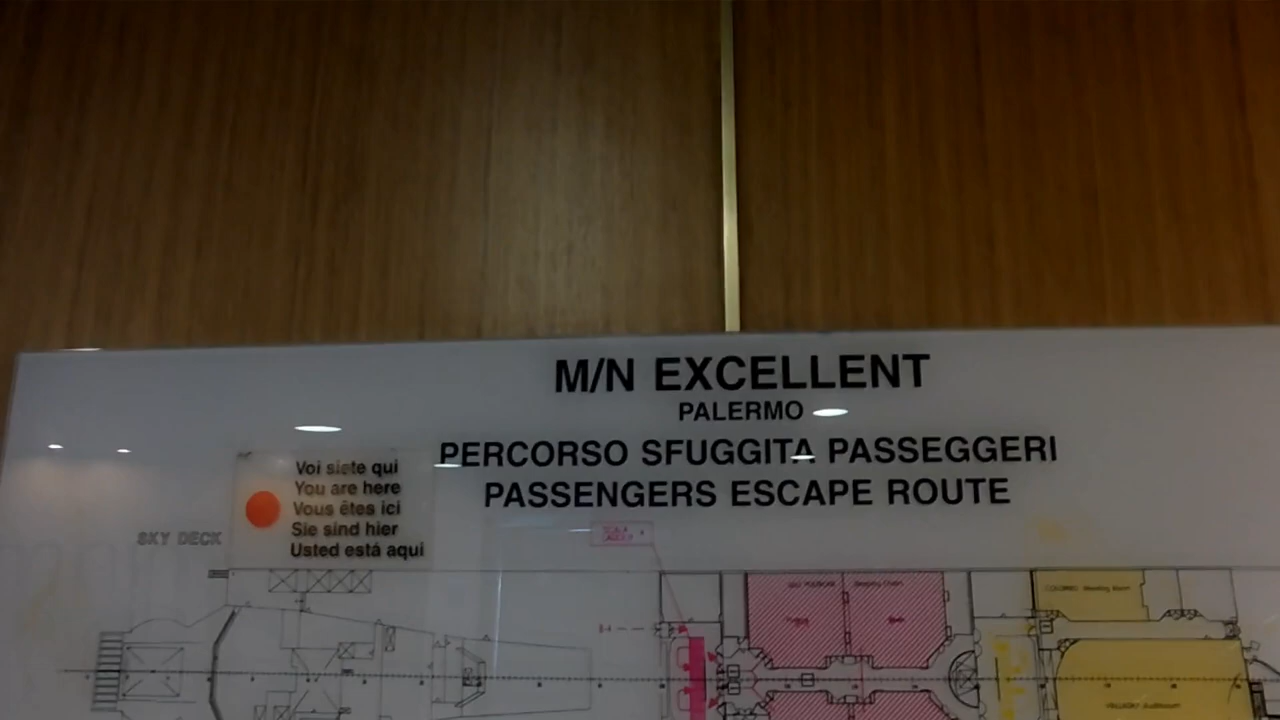 M/N EXCELLENT
PALERMO
PERCORSO SFUGGITA PASSEGGERI
PASSENGERS ESCAPE ROUTE
Voi siete qui
You are here
Vous êtes ici
Sie sind hier
Usted está aqui
SKY DECK